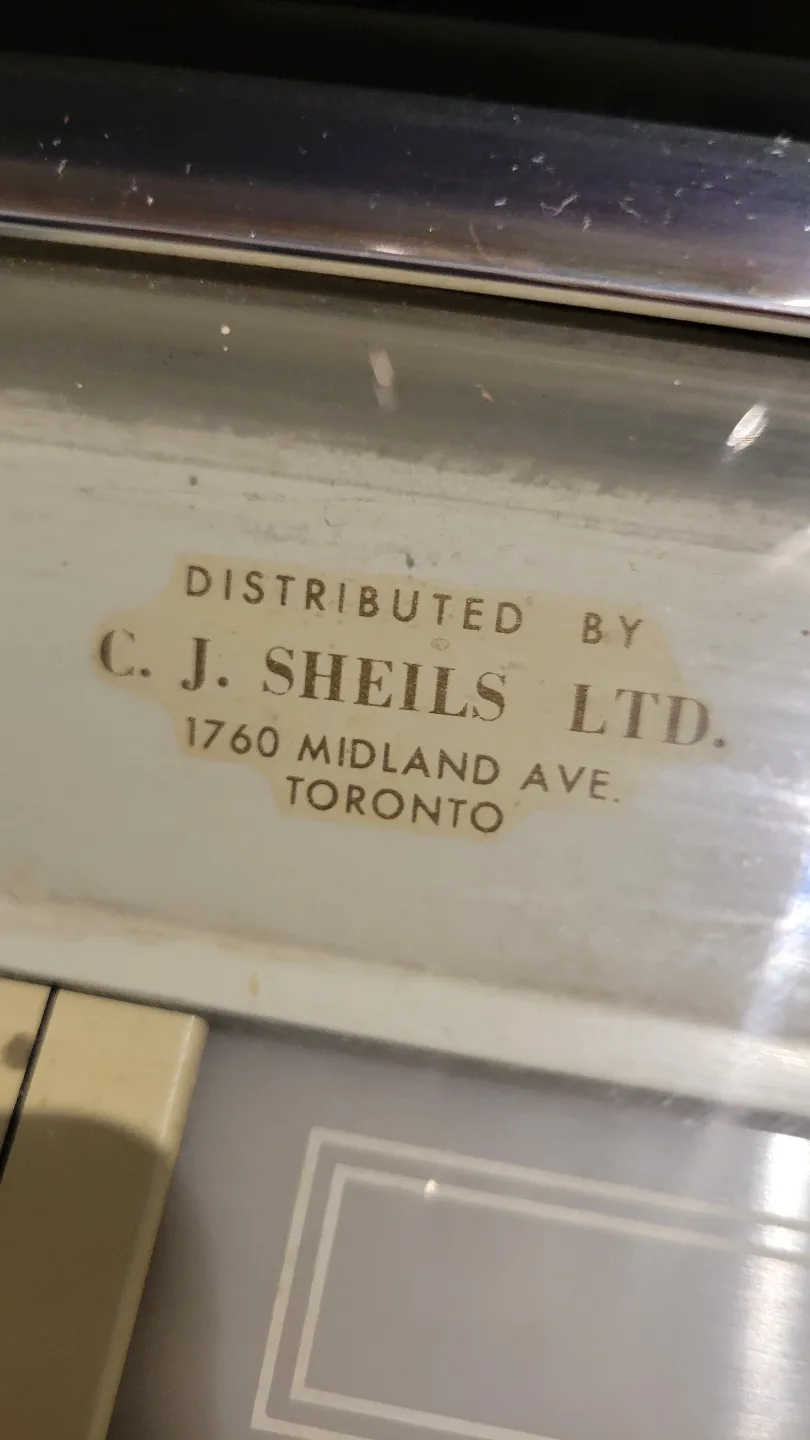 DISTRIBUTED BY
C. J. SHEILS LTD.
1760 MIDLAND AVE.
TORONTO